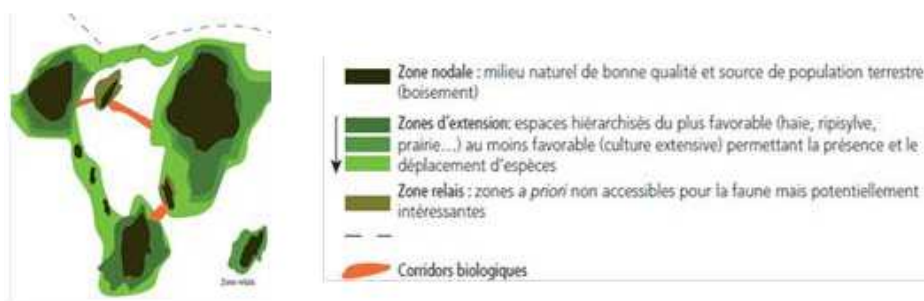 Zone nodale : milieu naturel de bonne qualité et source de population terrestre
(boisement)
Zones d'extension: espaces hiérarchisés du plus favorable (haie, ripisylve,
prairie...) au moins favorable (culture extensive) permettant la présence et le
déplacement d'espèces
Zone relais : zones a priori non accessibles pour la faune mais potentiellement
intéressantes
Corridors biologiques
Zone relais